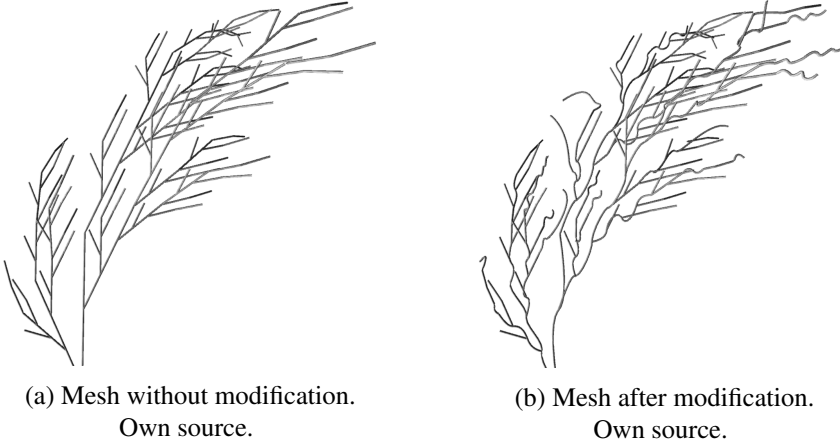 (a) Mesh without modification.
Own source.
(b) Mesh after modification.
Own source.